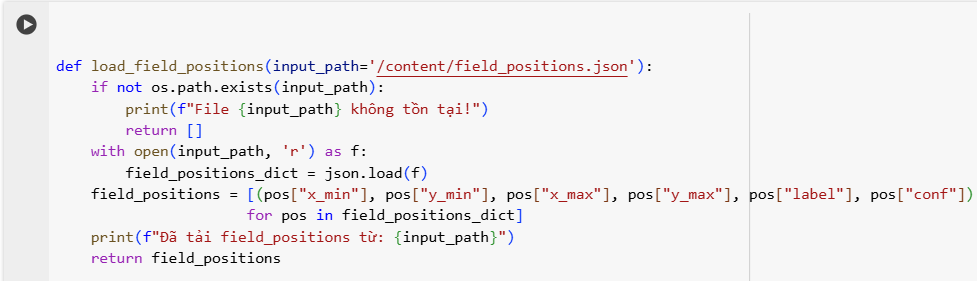 def load_field_positions(input_path='/content/field_positions.json'):
    if not os.path.exists(input_path):
        print(f"File {input_path} không tồn tại!")
        return []
    with open(input_path, 'r') as f:
        field_positions_dict = json.load(f)
    field_positions = [(pos["x_min"], pos["y_min"], pos["x_max"], pos["y_max"], pos["label"], pos["conf"])
                      for pos in field_positions_dict]
    print(f"Đã tải field_positions từ: {input_path}")
    return field_positions